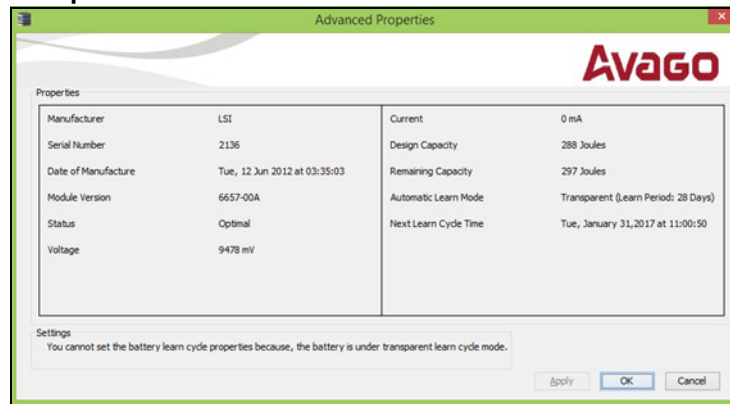 Advanced Properties
Avago
Properties
Manufacturer LSI
Serial Number 2136
Date of Manufacture Tue, 12 Jun 2012 at 03:35:03
Module Version 6657-00A
Status Optimal
Voltage 9478 mV
Current 0 mA
Design Capacity 288 Joules
Remaining Capacity 297 Joules
Automatic Learn Mode Transparent (Learn Period: 28 Days)
Next Learn Cycle Time Tue, January 31,2017 at 11:00:50
Settings
You cannot set the battery learn cycle properties because, the battery is under transparent learn cycle mode.
Apply OK Cancel